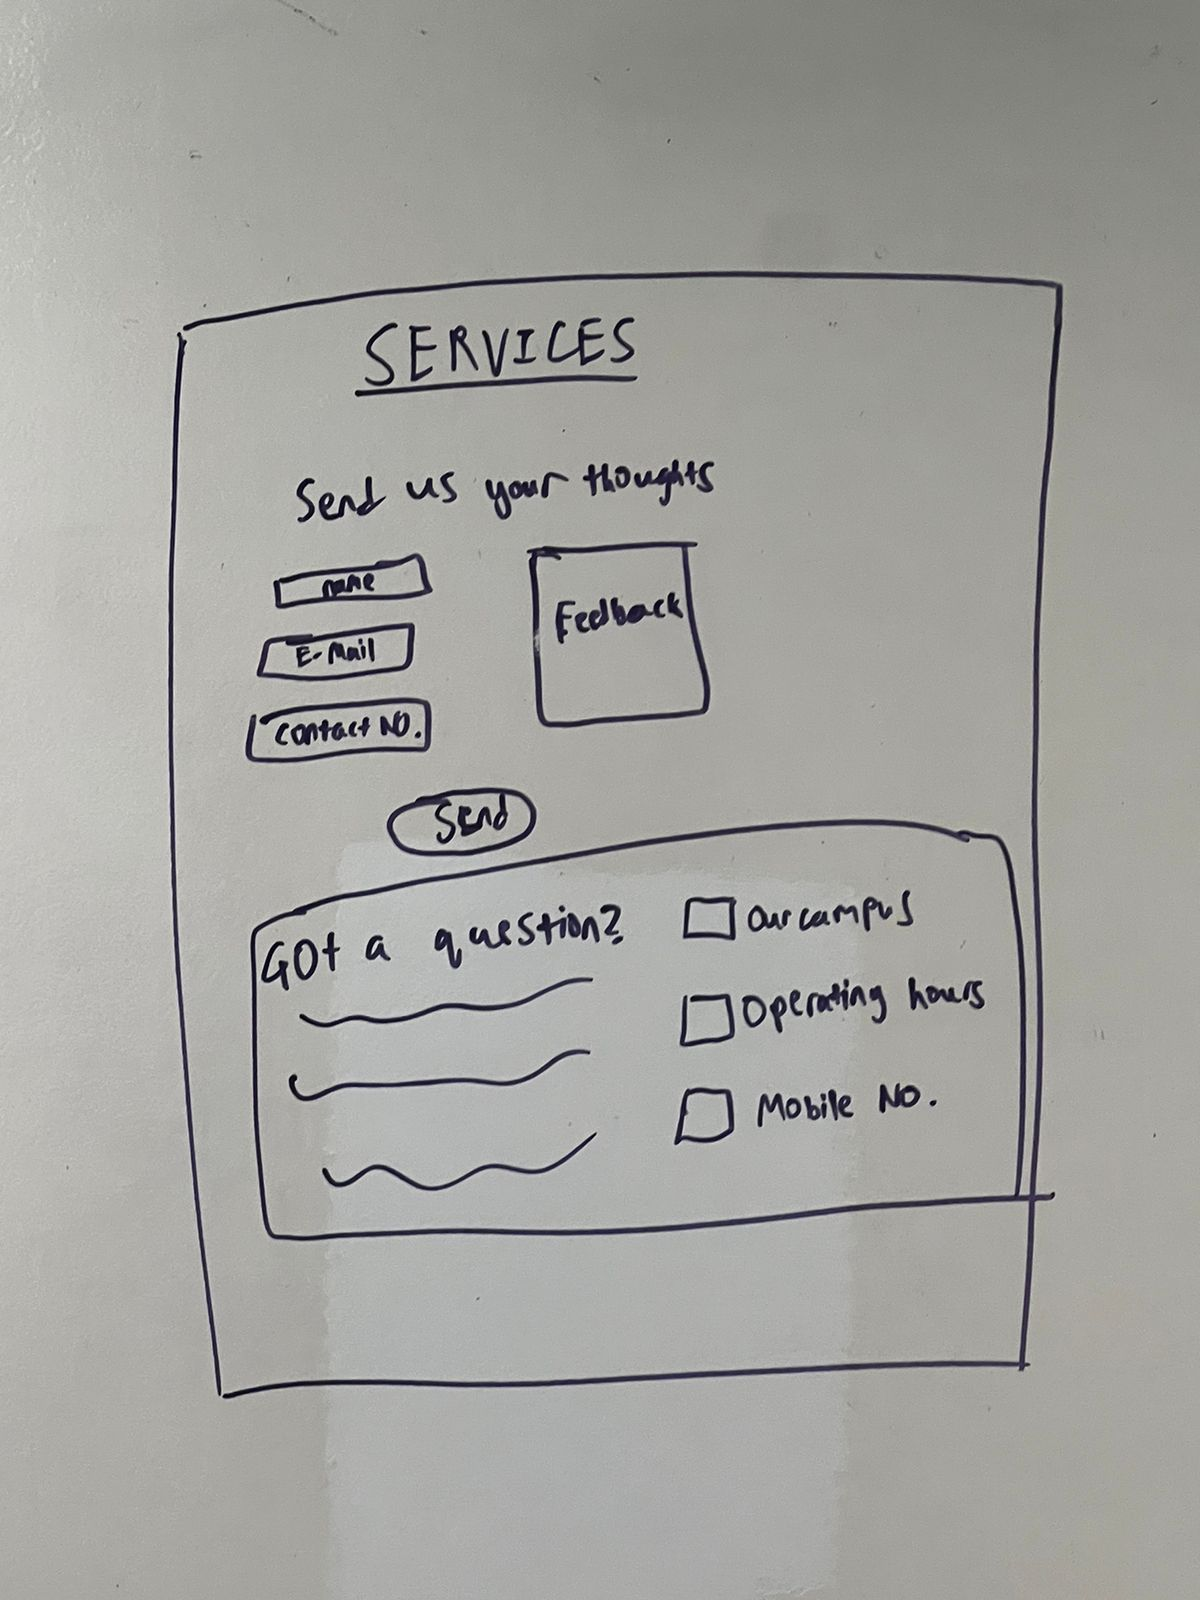 SERVICES
Send us your thoughts
name
E-Mail
Contact NO.
Feedback
Send
GOt a question?
Our campus
Operating hours
Mobile NO.